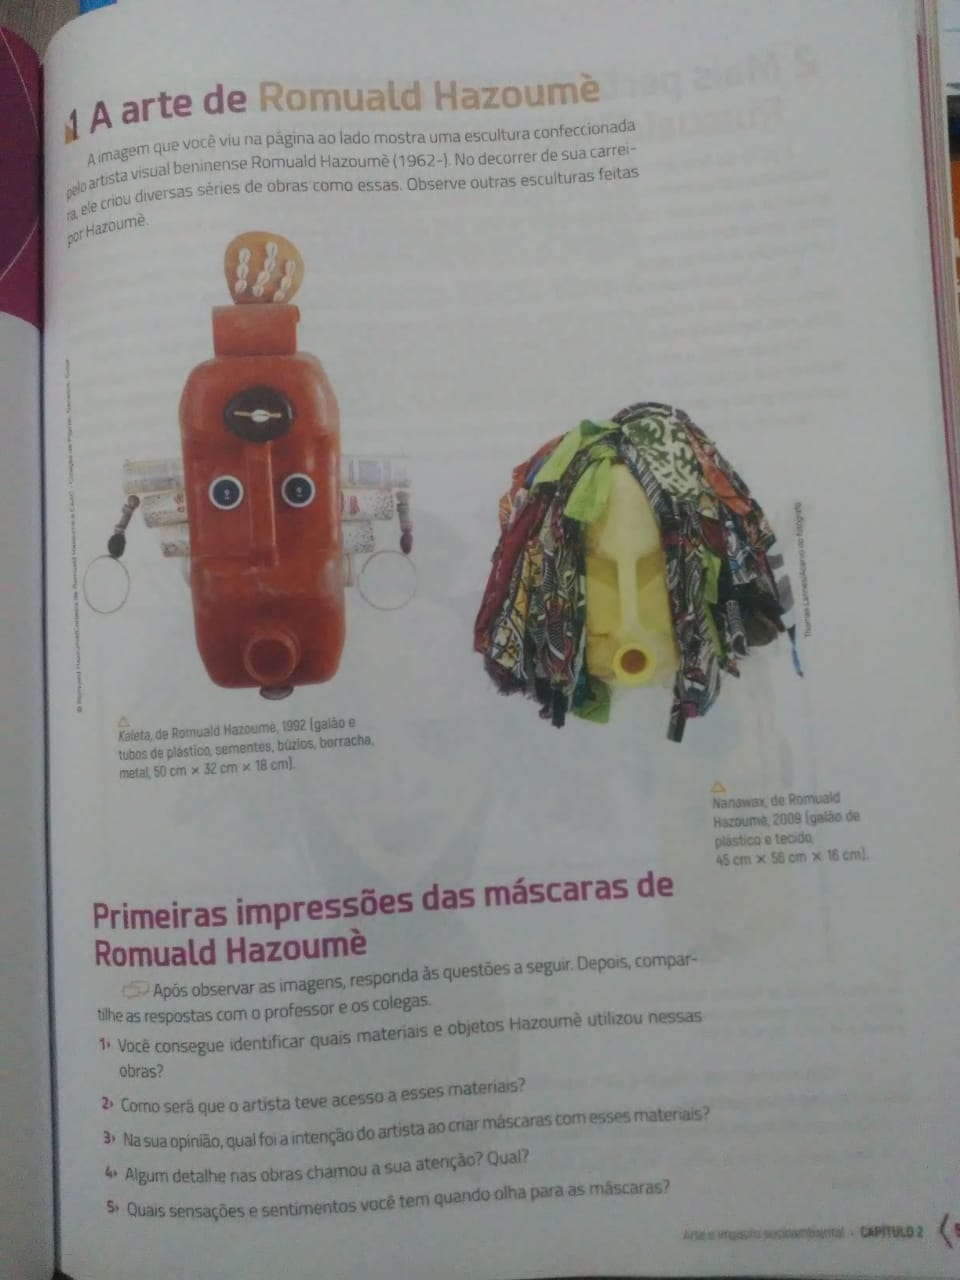 1 A arte de Romuald Hazoumè
A imagem que você viu na página ao lado mostra uma escultura confeccionada
pelo artista visual beninense Romuald Hazoumè (1962-). No decorrer de sua carrei-
ra, ele criou diversas séries de obras como essas. Observe outras esculturas feitas
por Hazoumè.
Kaleta, de Romuald Hazoumè, 1992 (galão e
tubos de plástico, sementes, búzios, borracha,
metal, 50 cm × 32 cm × 18 cm).
Nanawax, de Romuald
Hazoumè, 2009 (galão de
plástico e tecido,
45 cm × 56 cm × 16 cm).
Primeiras impressões das máscaras de
Romuald Hazoumè
Após observar as imagens, responda às questões a seguir. Depois, compar-
tilhe as respostas com o professor e os colegas.
1› Você consegue identificar quais materiais e objetos Hazoumè utilizou nessas
obras?
2› Como será que o artista teve acesso a esses materiais?
3› Na sua opinião, qual foi a intenção do artista ao criar máscaras com esses materiais?
4› Algum detalhe nas obras chamou a sua atenção? Qual?
5› Quais sensações e sentimentos você tem quando olha para as máscaras?
Arte e impacto socioambiental - CAPÍTULO 2